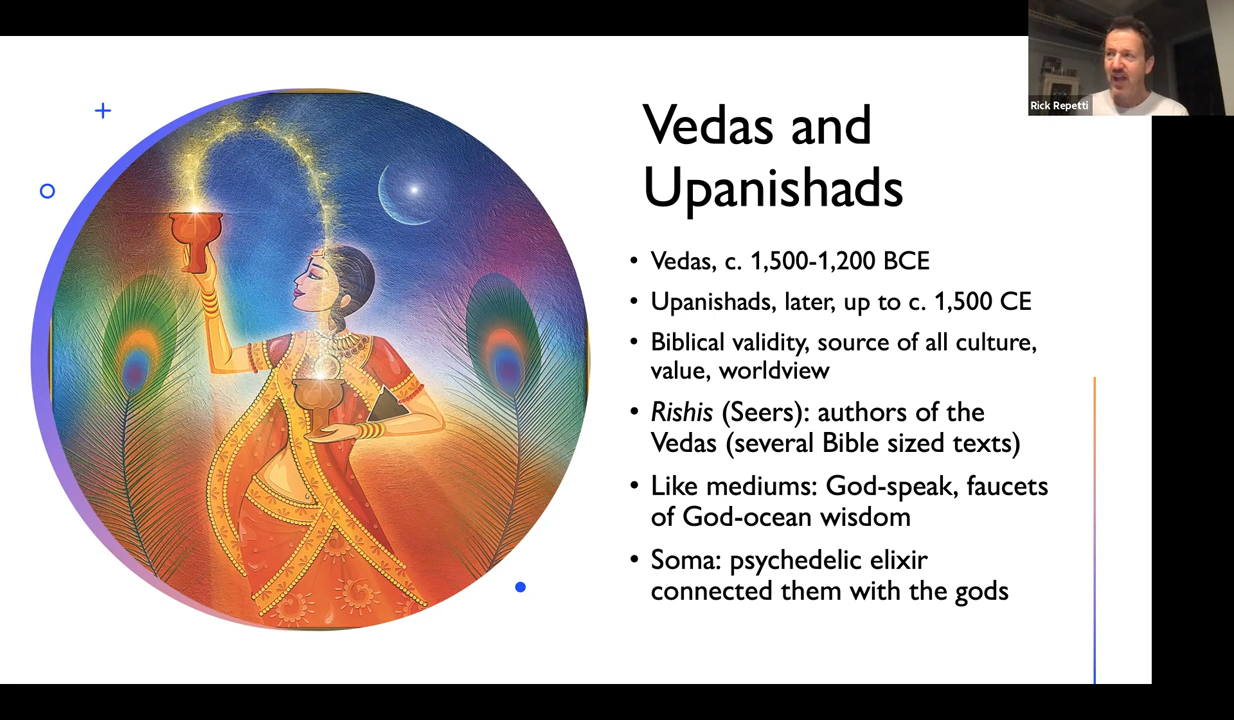 Vedas and
Upanishads
• Vedas, c. 1,500-1,200 BCE
• Upanishads, later, up to c. 1,500 CE
• Biblical validity, source of all culture,
value, worldview
• Rishis (Seers): authors of the
Vedas (several Bible sized texts)
• Like mediums: God-speak, faucets
of God-ocean wisdom
• Soma: psychedelic elixir
connected them with the gods
Rick Repetti